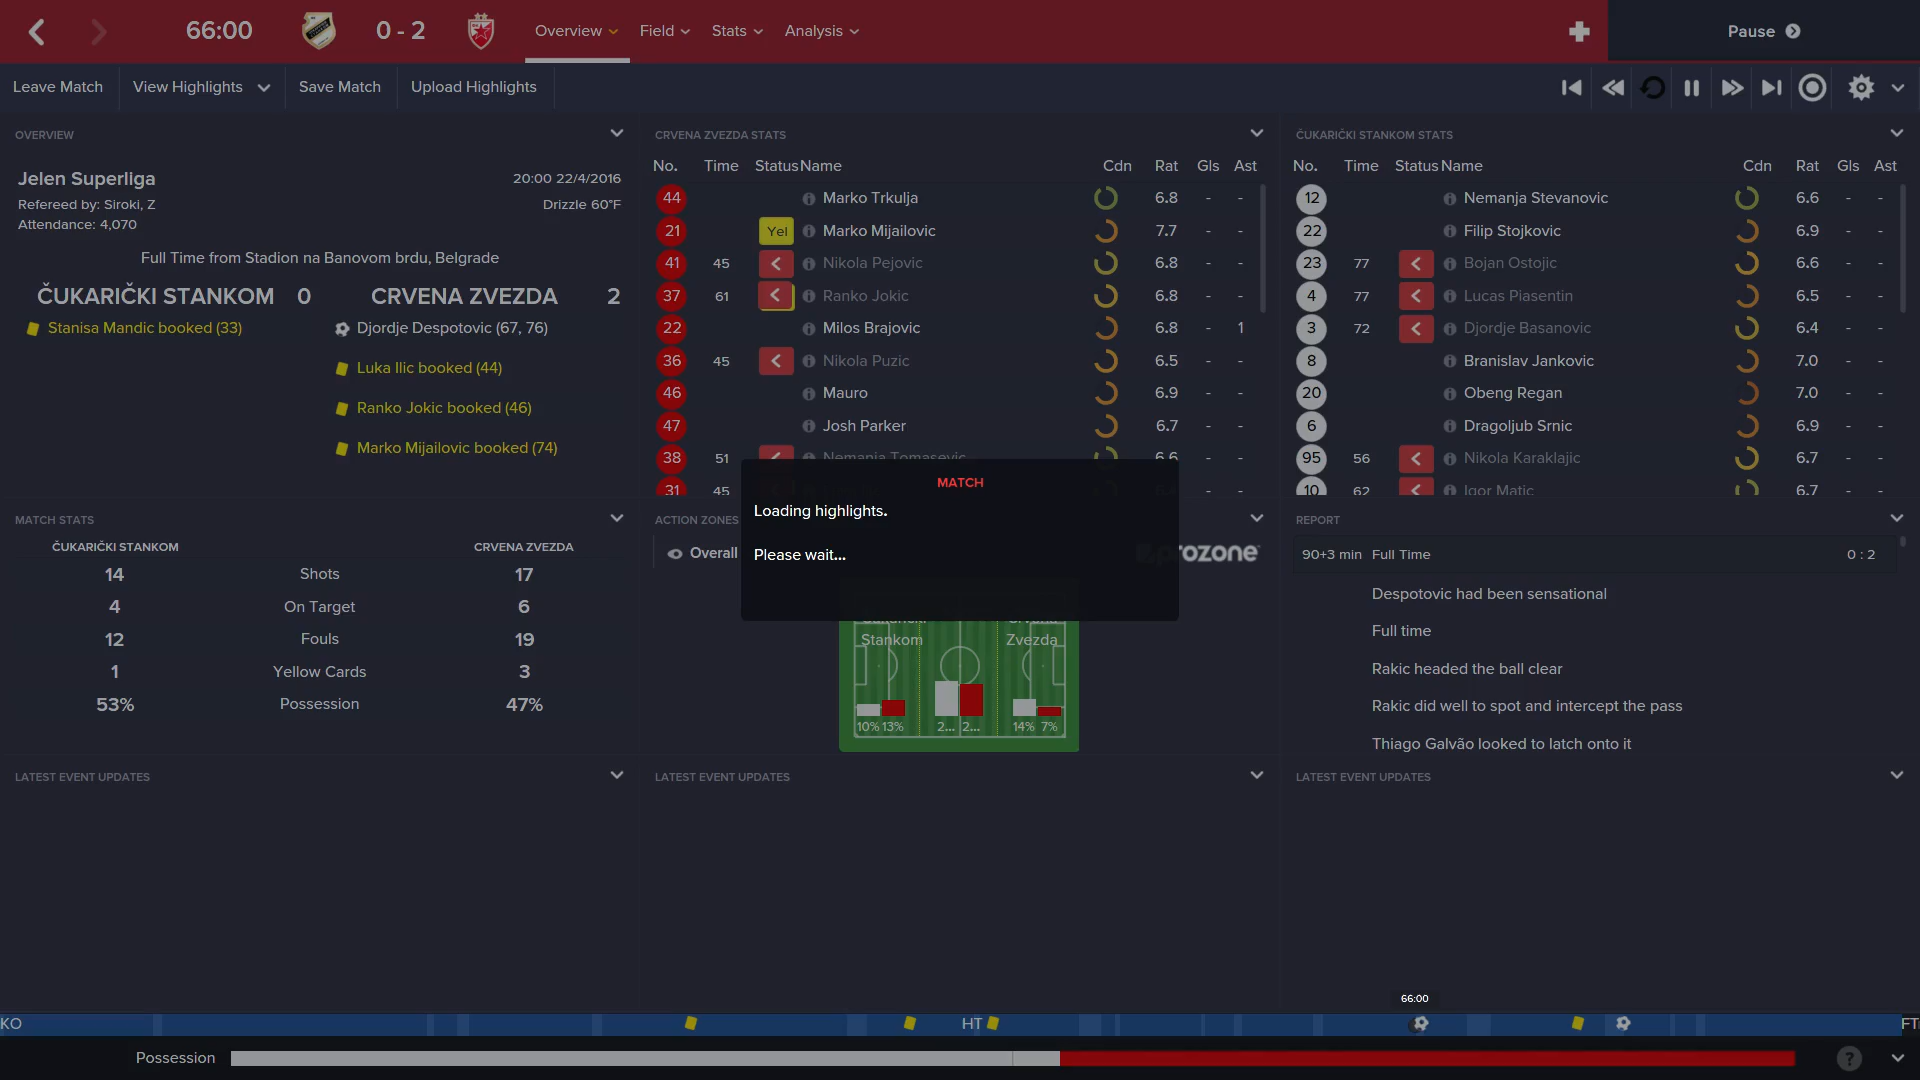 66:00
0 - 2
Overview
Field
Stats
Analysis
Pause
Leave Match
View Highlights
Save Match
Upload Highlights
OVERVIEW
Jelen Superliga
20:00 22/4/2016
Refereed by: Siroki, Z
Drizzle 60°F
Attendance: 4,070
Full Time from Stadion na Banovom brdu, Belgrade
ČUKARIČKI STANKOM 0
CRVENA ZVEZDA 2
Stanisa Mandic booked (33)
Djordje Despotovic (67, 76)
Luka Ilic booked (44)
Ranko Jokic booked (46)
Marko Mijailovic booked (74)
CRVENA ZVEZDA STATS
No. Time Status Name Cdn Rat Gls Ast
44 Marko Trkulja 6.8 - -
21 Yel Marko Mijailovic 7.7 - -
41 45 Nikola Pejovic 6.8 - -
37 61 Ranko Jokic 6.8 - -
22 Milos Brajovic 6.8 - 1
36 45 Nikola Puzic 6.5 - -
46 Mauro 6.9 - -
47 Josh Parker 6.7 - -
38 51 Nemanja Tomasevic 6.6 - -
31 45
ČUKARIČKI STANKOM STATS
No. Time Status Name Cdn Rat Gls Ast
12 Nemanja Stevanovic 6.6 - -
22 Filip Stojkovic 6.9 - -
23 77 Bojan Ostojic 6.6 - -
4 77 Lucas Piasentin 6.5 - -
3 72 Djordje Basanovic 6.4 - -
8 Branislav Jankovic 7.0 - -
20 Obeng Regan 7.0 - -
6 Dragoljub Srnic 6.9 - -
95 56 Nikola Karaklajic 6.7 - -
10 62 Igor Matic 6.7 - -
MATCH
Loading highlights.
Please wait...
MATCH STATS
ČUKARIČKI STANKOM
CRVENA ZVEZDA
14 Shots 17
4 On Target 6
12 Fouls 19
1 Yellow Cards 3
53% Possession 47%
ACTION ZONES
Overall
prozone
Stankom
Zvezda
10% 13% 2... 2... 14% 7%
REPORT
90+3 min Full Time 0 : 2
Despotovic had been sensational
Full time
Rakic headed the ball clear
Rakic did well to spot and intercept the pass
Thiago Galvão looked to latch onto it
LATEST EVENT UPDATES
LATEST EVENT UPDATES
LATEST EVENT UPDATES
66:00
KO
HT
FT
Possession
?